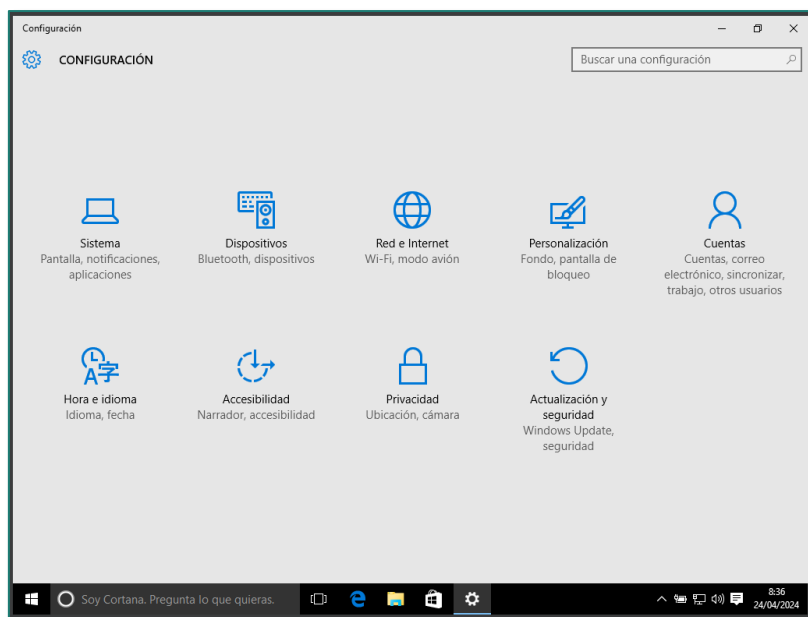 Configuración
CONFIGURACIÓN
Buscar una configuración
Sistema
Pantalla, notificaciones,
aplicaciones
Dispositivos
Bluetooth, dispositivos
Red e Internet
Wi-Fi, modo avión
Personalización
Fondo, pantalla de
bloqueo
Cuentas
Cuentas, correo
electrónico, sincronizar,
trabajo, otros usuarios
Hora e idioma
Idioma, fecha
Accesibilidad
Narrador, accesibilidad
Privacidad
Ubicación, cámara
Actualización y
seguridad
Windows Update,
seguridad
Soy Cortana. Pregunta lo que quieras.
8:36
24/04/2024